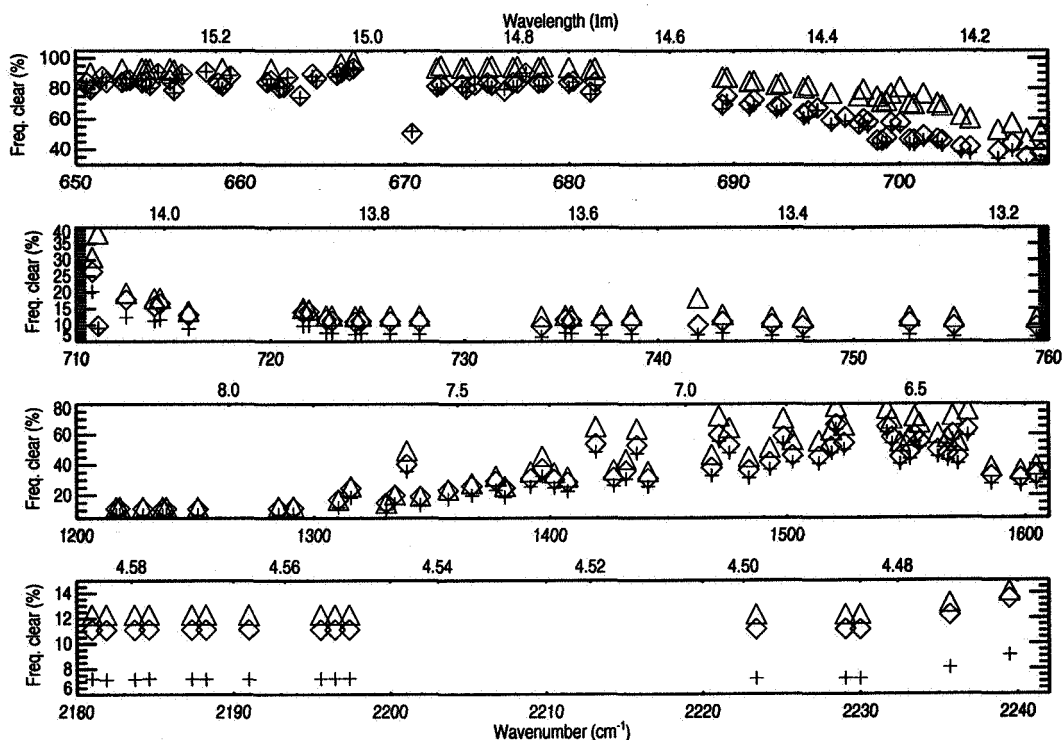 Wavelength (1m)
15.2 15.0 14.8 14.6 14.4 14.2
Freq. clear (%)
100
80
60
40
650 660 670 680 690 700
14.0 13.8 13.6 13.4 13.2
Freq. clear (%)
40
35
30
25
20
15
10
5
710 720 730 740 750 760
8.0 7.5 7.0 6.5
Freq. clear (%)
80
60
40
20
1200 1300 1400 1500 1600
4.58 4.56 4.54 4.52 4.50 4.48
Freq. clear (%)
14
12
10
8
6
2180 2190 2200 2210 2220 2230 2240
Wavenumber (cm⁻¹)